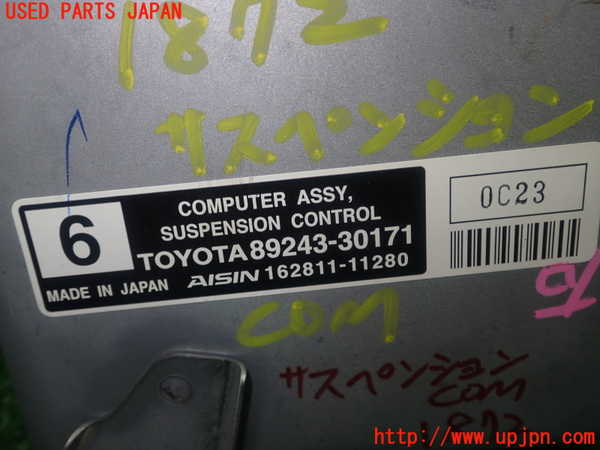 USED PARTS JAPAN
1872
サスペンション
6
COMPUTER ASSY,
SUSPENSION CONTROL
TOYOTA 89243-30171
MADE IN JAPAN AISIN 162811-11280
0C23
COM
サスペンション
COM
1872
http://www.upjpn.com/